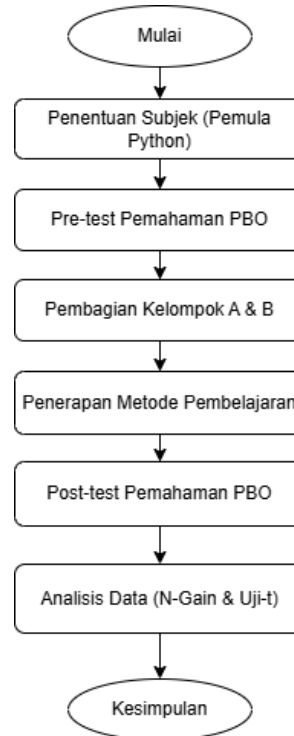 Mulai
Penentuan Subjek (Pemula
Python)
Pre-test Pemahaman PBO
Pembagian Kelompok A & B
Penerapan Metode Pembelajaran
Post-test Pemahaman PBO
Analisis Data (N-Gain & Uji-t)
Kesimpulan